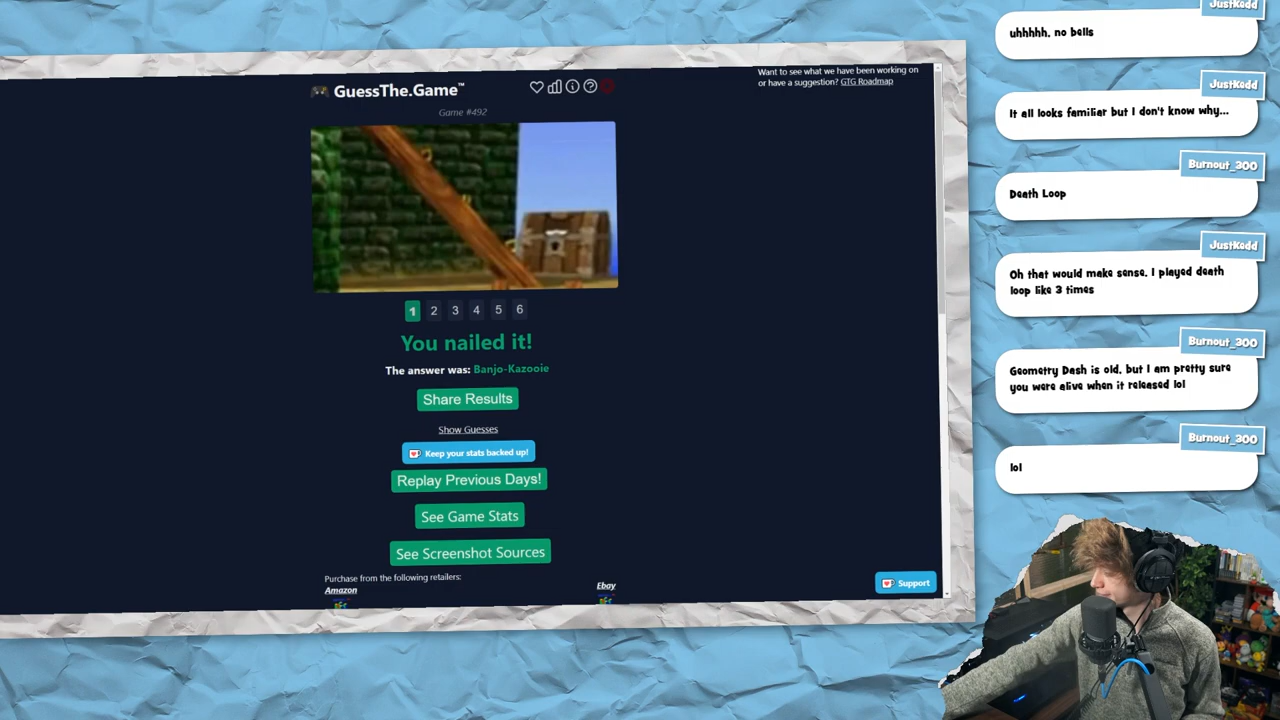 GuessThe.Game™
Game #492
Want to see what we have been working on
or have a suggestion? GTG Roadmap
1 2 3 4 5 6
You nailed it!
The answer was: Banjo-Kazooie
Share Results
Show Guesses
Keep your stats backed up!
Replay Previous Days!
See Game Stats
See Screenshot Sources
Purchase from the following retailers:
Amazon
Ebay
Support
JustKedd
uhhhhh, no bells
JustKedd
It all looks familiar but I don't know why...
Burnout_300
Death Loop
JustKedd
Oh that would make sense. I played death
loop like 3 times
Burnout_300
Geometry Dash is old, but I am pretty sure
you were alive when it released lol
Burnout_300
lol